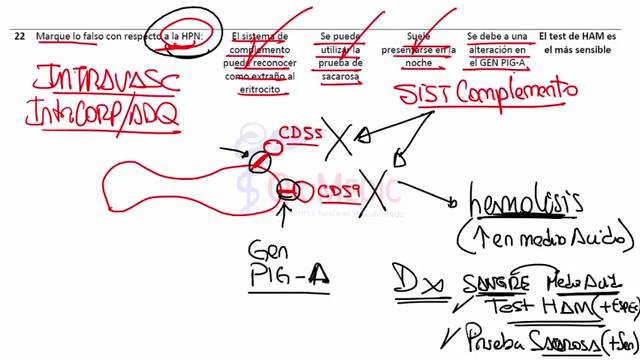 22 Marque lo falso con respecto a la HPN:
El sistema de complemento puede reconocer como extraño al eritrocito
Se puede utilizar la prueba de sacarosa
Suele presentarse en la noche
Se debe a una alteración en el GEN PIG-A
El test de HAM es el más sensible
INTRAVASC
IntrCORP/ADQ
SIST Complemento
CD55
CD59
Gen
PIG-A
hemolisis
(↑ en medio Acido)
Dx
SANGRE Medio Acid
Test HAM (+ESPEC
Prueba Sacarosa (+Sen